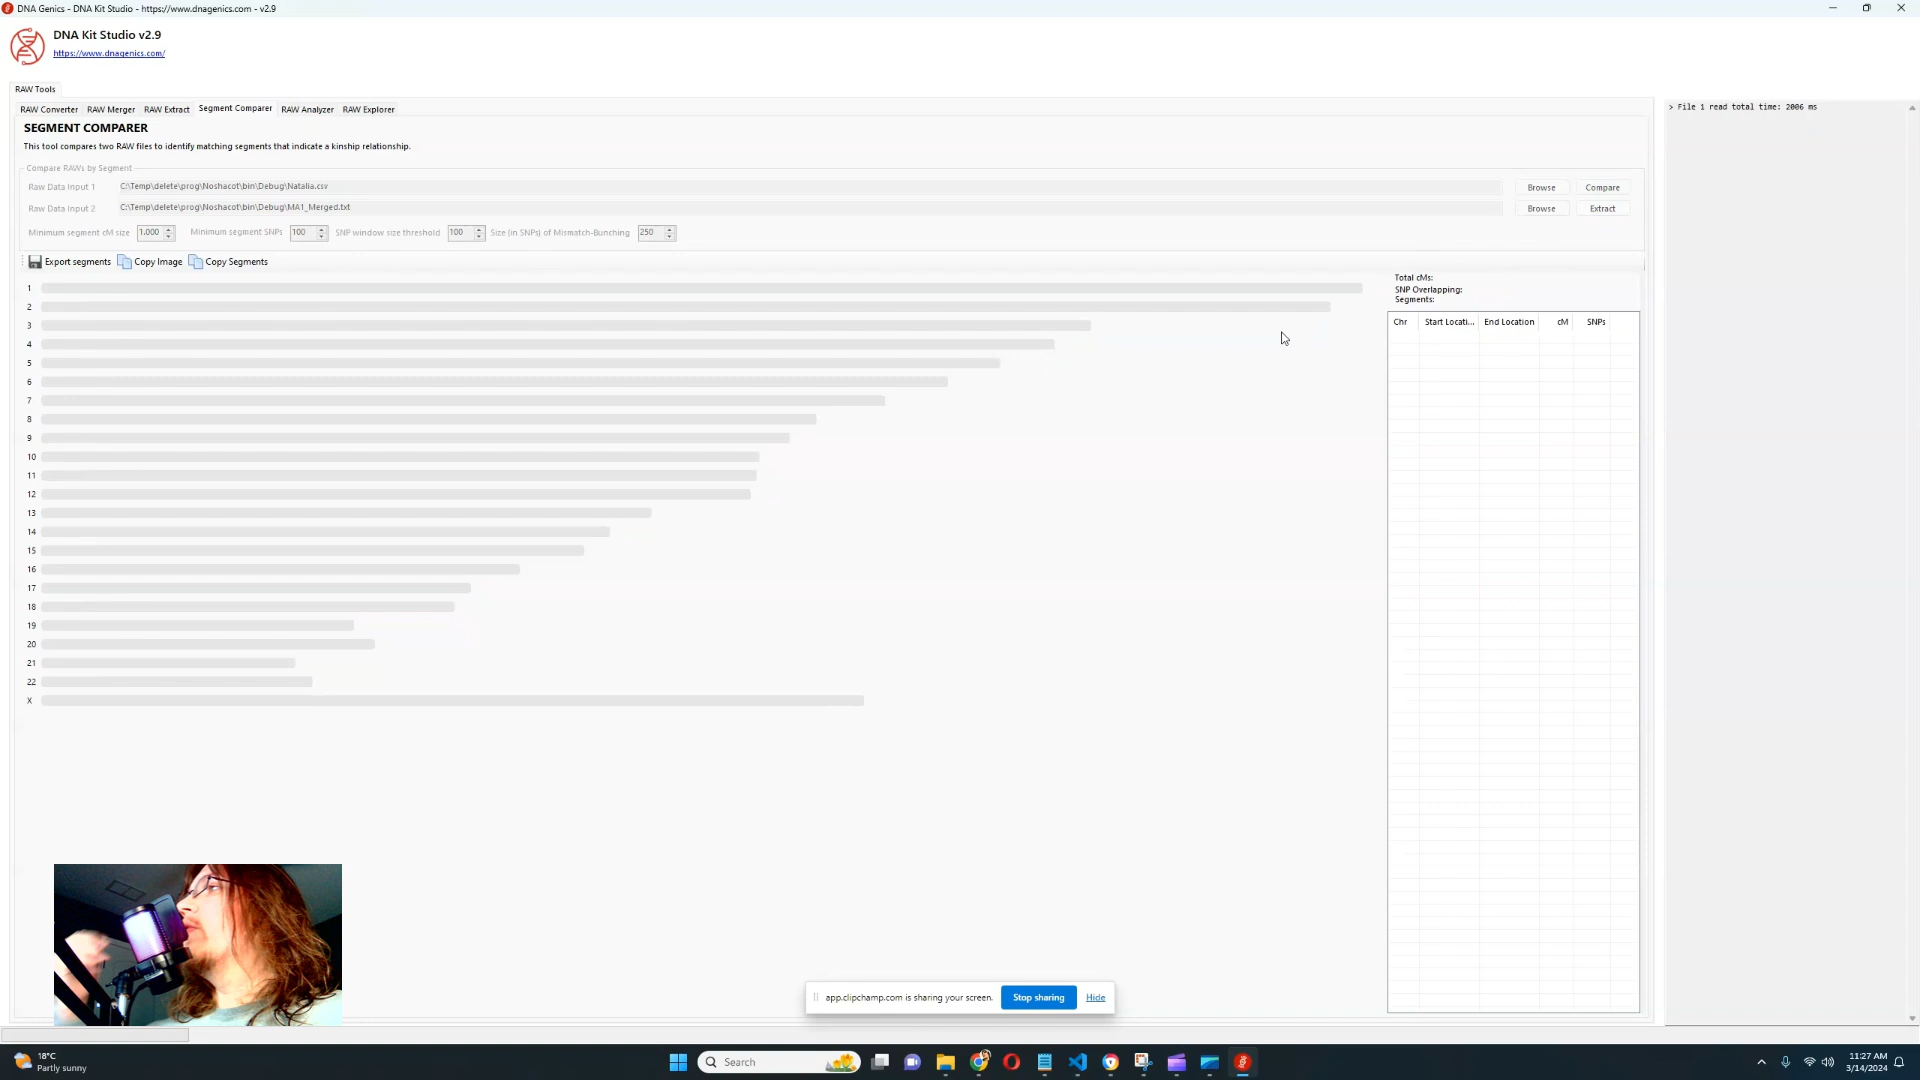 DNA Genics - DNA Kit Studio - https://www.dnagenics.com - v2.9
DNA Kit Studio v2.9
https://www.dnagenics.com/
RAW Tools
RAW Converter RAW Merger RAW Extract Segment Comparer RAW Analyzer RAW Explorer
SEGMENT COMPARER
This tool compares two RAW files to identify matching segments that indicate a kinship relationship.
Compare RAWs by Segment
Raw Data Input 1 C:\Temp\delete\prog\Noshacot\bin\Debug\Natalia.csv Browse Compare
Raw Data Input 2 C:\Temp\delete\prog\Noshacot\bin\Debug\MA1_Merged.txt Browse Extract
Minimum segment cM size 1.000 Minimum segment SNPs 100 SNP window size threshold 100 Size (in SNPs) of Mismatch-Bunching 250
Export segments Copy Image Copy Segments
1
2
3
4
5
6
7
8
9
10
11
12
13
14
15
16
17
18
19
20
21
22
X
Total cMs:
SNP Overlapping:
Segments:
Chr Start Locati... End Location cM SNPs
> File 1 read total time: 2006 ms
app.clipchamp.com is sharing your screen. Stop sharing Hide
18°C
Partly sunny
Search
11:27 AM
3/14/2024